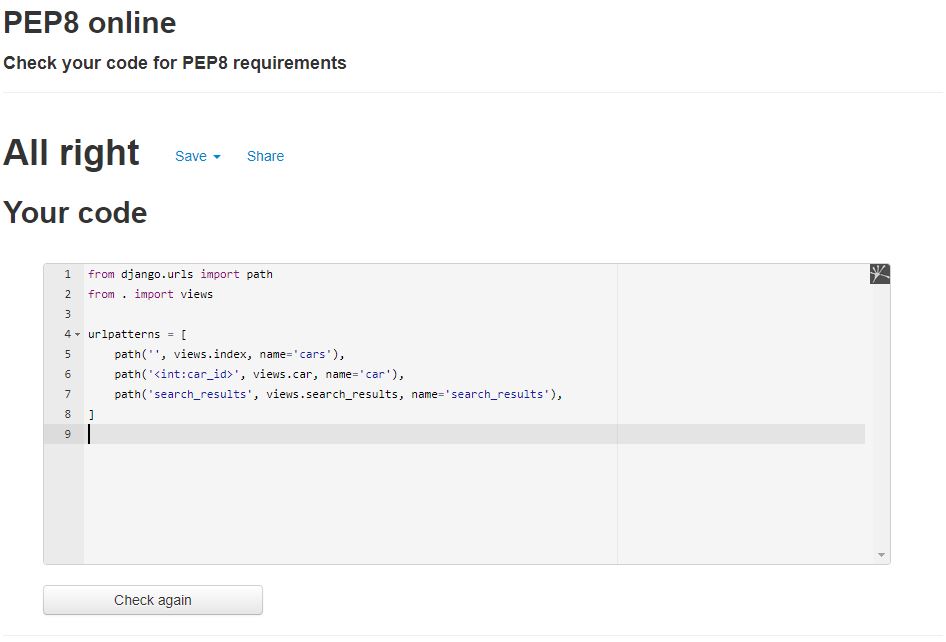 PEP8 online
Check your code for PEP8 requirements
All right Save Share
Your code
1 from django.urls import path
2 from . import views
3
4 urlpatterns = [
5     path('', views.index, name='cars'),
6     path('<int:car_id>', views.car, name='car'),
7     path('search_results', views.search_results, name='search_results'),
8 ]
9
Check again